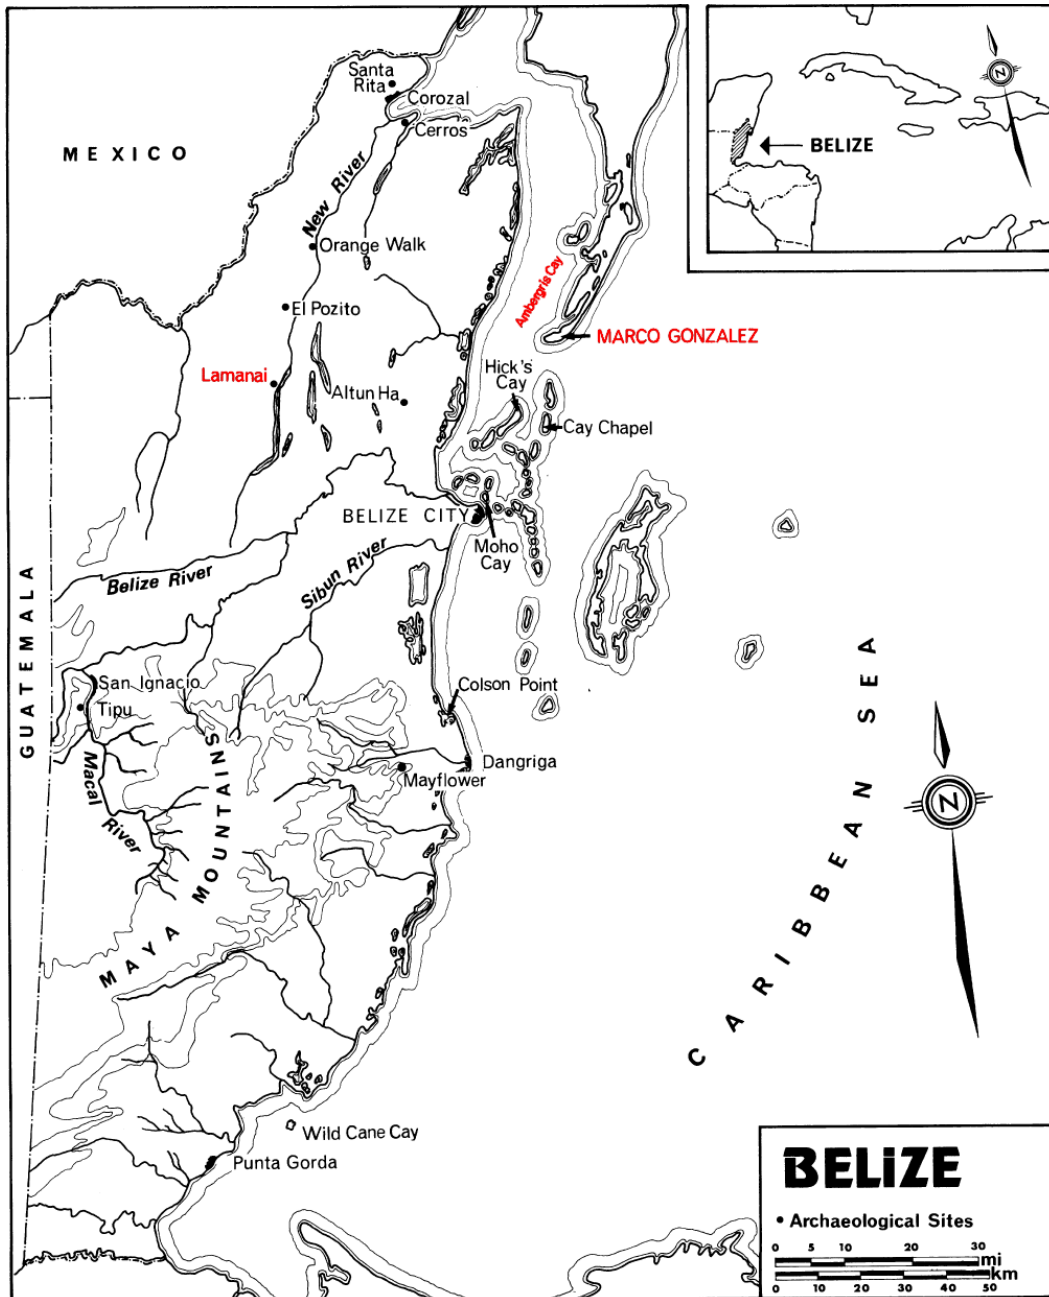 Santa
Rita
Corozal
Cerros
MEXICO
New River
Orange Walk
El Pozito
Lamanai
Altun Ha
Ambergris Cay
MARCO GONZALEZ
Hick's
Cay
Cay Chapel
BELIZE CITY
Moho
Cay
Belize River
Sibun River
GUATEMALA
San Ignacio
Tipu
Macal River
MAYA MOUNTAINS
Colson Point
Dangriga
Mayflower
CARIBBEAN SEA
Wild Cane Cay
Punta Gorda
BELIZE
N
N
BELIZE
• Archaeological Sites
0 5 10 20 30
mi
km
0 10 20 30 40 50